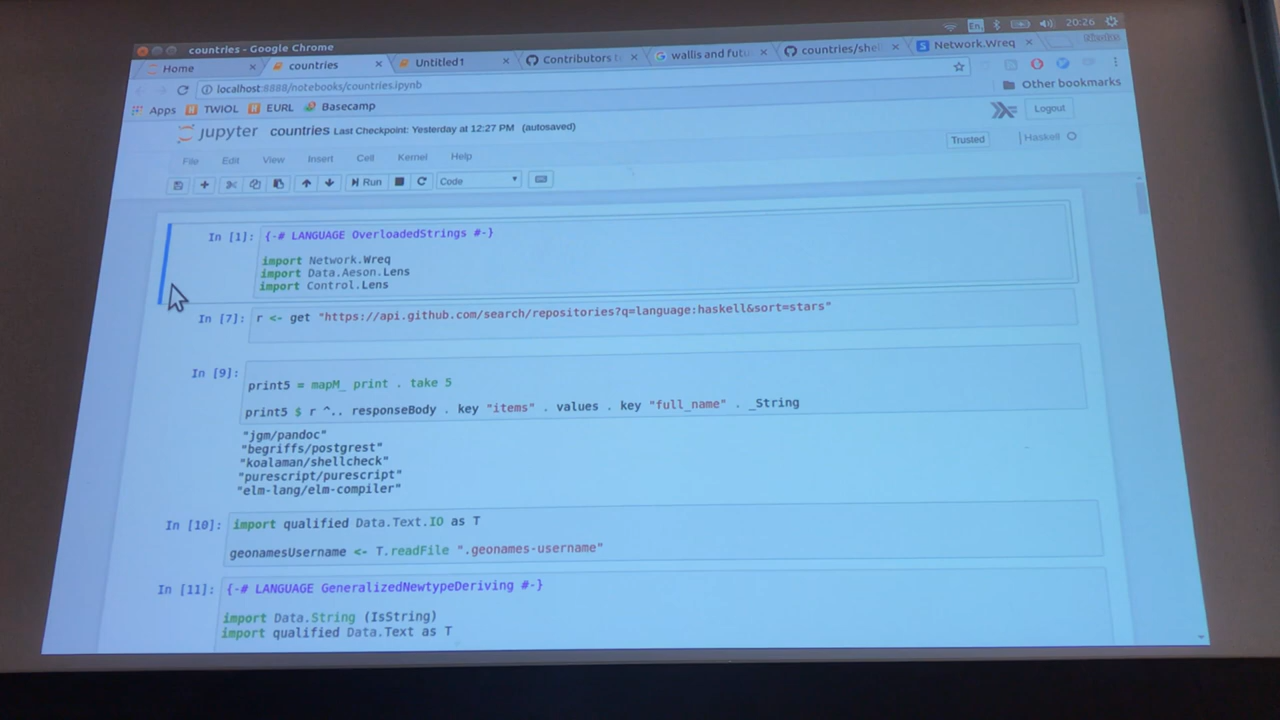 20:26
countries - Google Chrome
Home
countries
Untitled1
Contributors to
wallis and futu
countries/shel
Network.Wreq
Nicolas
localhost:8888/notebooks/countries.ipynb
Apps TWIOL EURL Basecamp
Other bookmarks
jupyter countries Last Checkpoint: Yesterday at 12:27 PM (autosaved)
Logout
File Edit View Insert Cell Kernel Help
Trusted | Haskell
Run Code
In [1]: {-# LANGUAGE OverloadedStrings #-}
import Network.Wreq
import Data.Aeson.Lens
import Control.Lens
In [7]: r <- get "https://api.github.com/search/repositories?q=language:haskell&sort=stars"
In [9]:
print5 = mapM_ print . take 5
print5 $ r ^.. responseBody . key "items" . values . key "full_name" . _String
"jgm/pandoc"
"begriffs/postgrest"
"koalaman/shellcheck"
"purescript/purescript"
"elm-lang/elm-compiler"
In [10]: import qualified Data.Text.IO as T
geonamesUsername <- T.readFile ".geonames-username"
In [11]: {-# LANGUAGE GeneralizedNewtypeDeriving #-}
import Data.String (IsString)
import qualified Data.Text as T